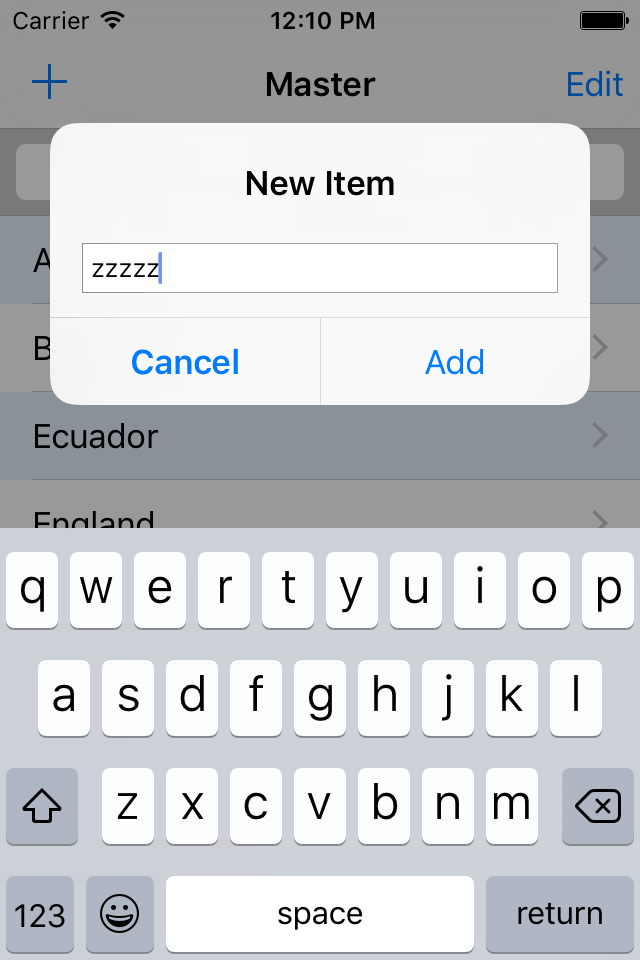 Carrier 12:10 PM
Master Edit
New Item
zzzzz
Cancel Add
Ecuador
England
q w e r t y u i o p
a s d f g h j k l
z x c v b n m
123 space return